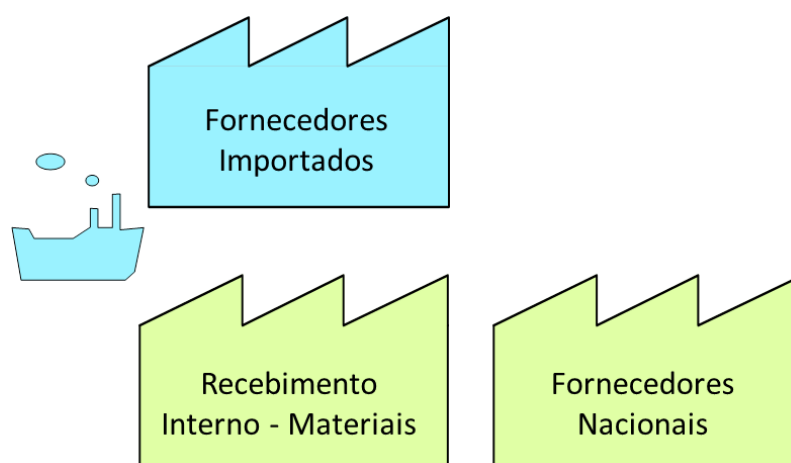 Fornecedores
Importados
Recebimento
Interno - Materiais
Fornecedores
Nacionais